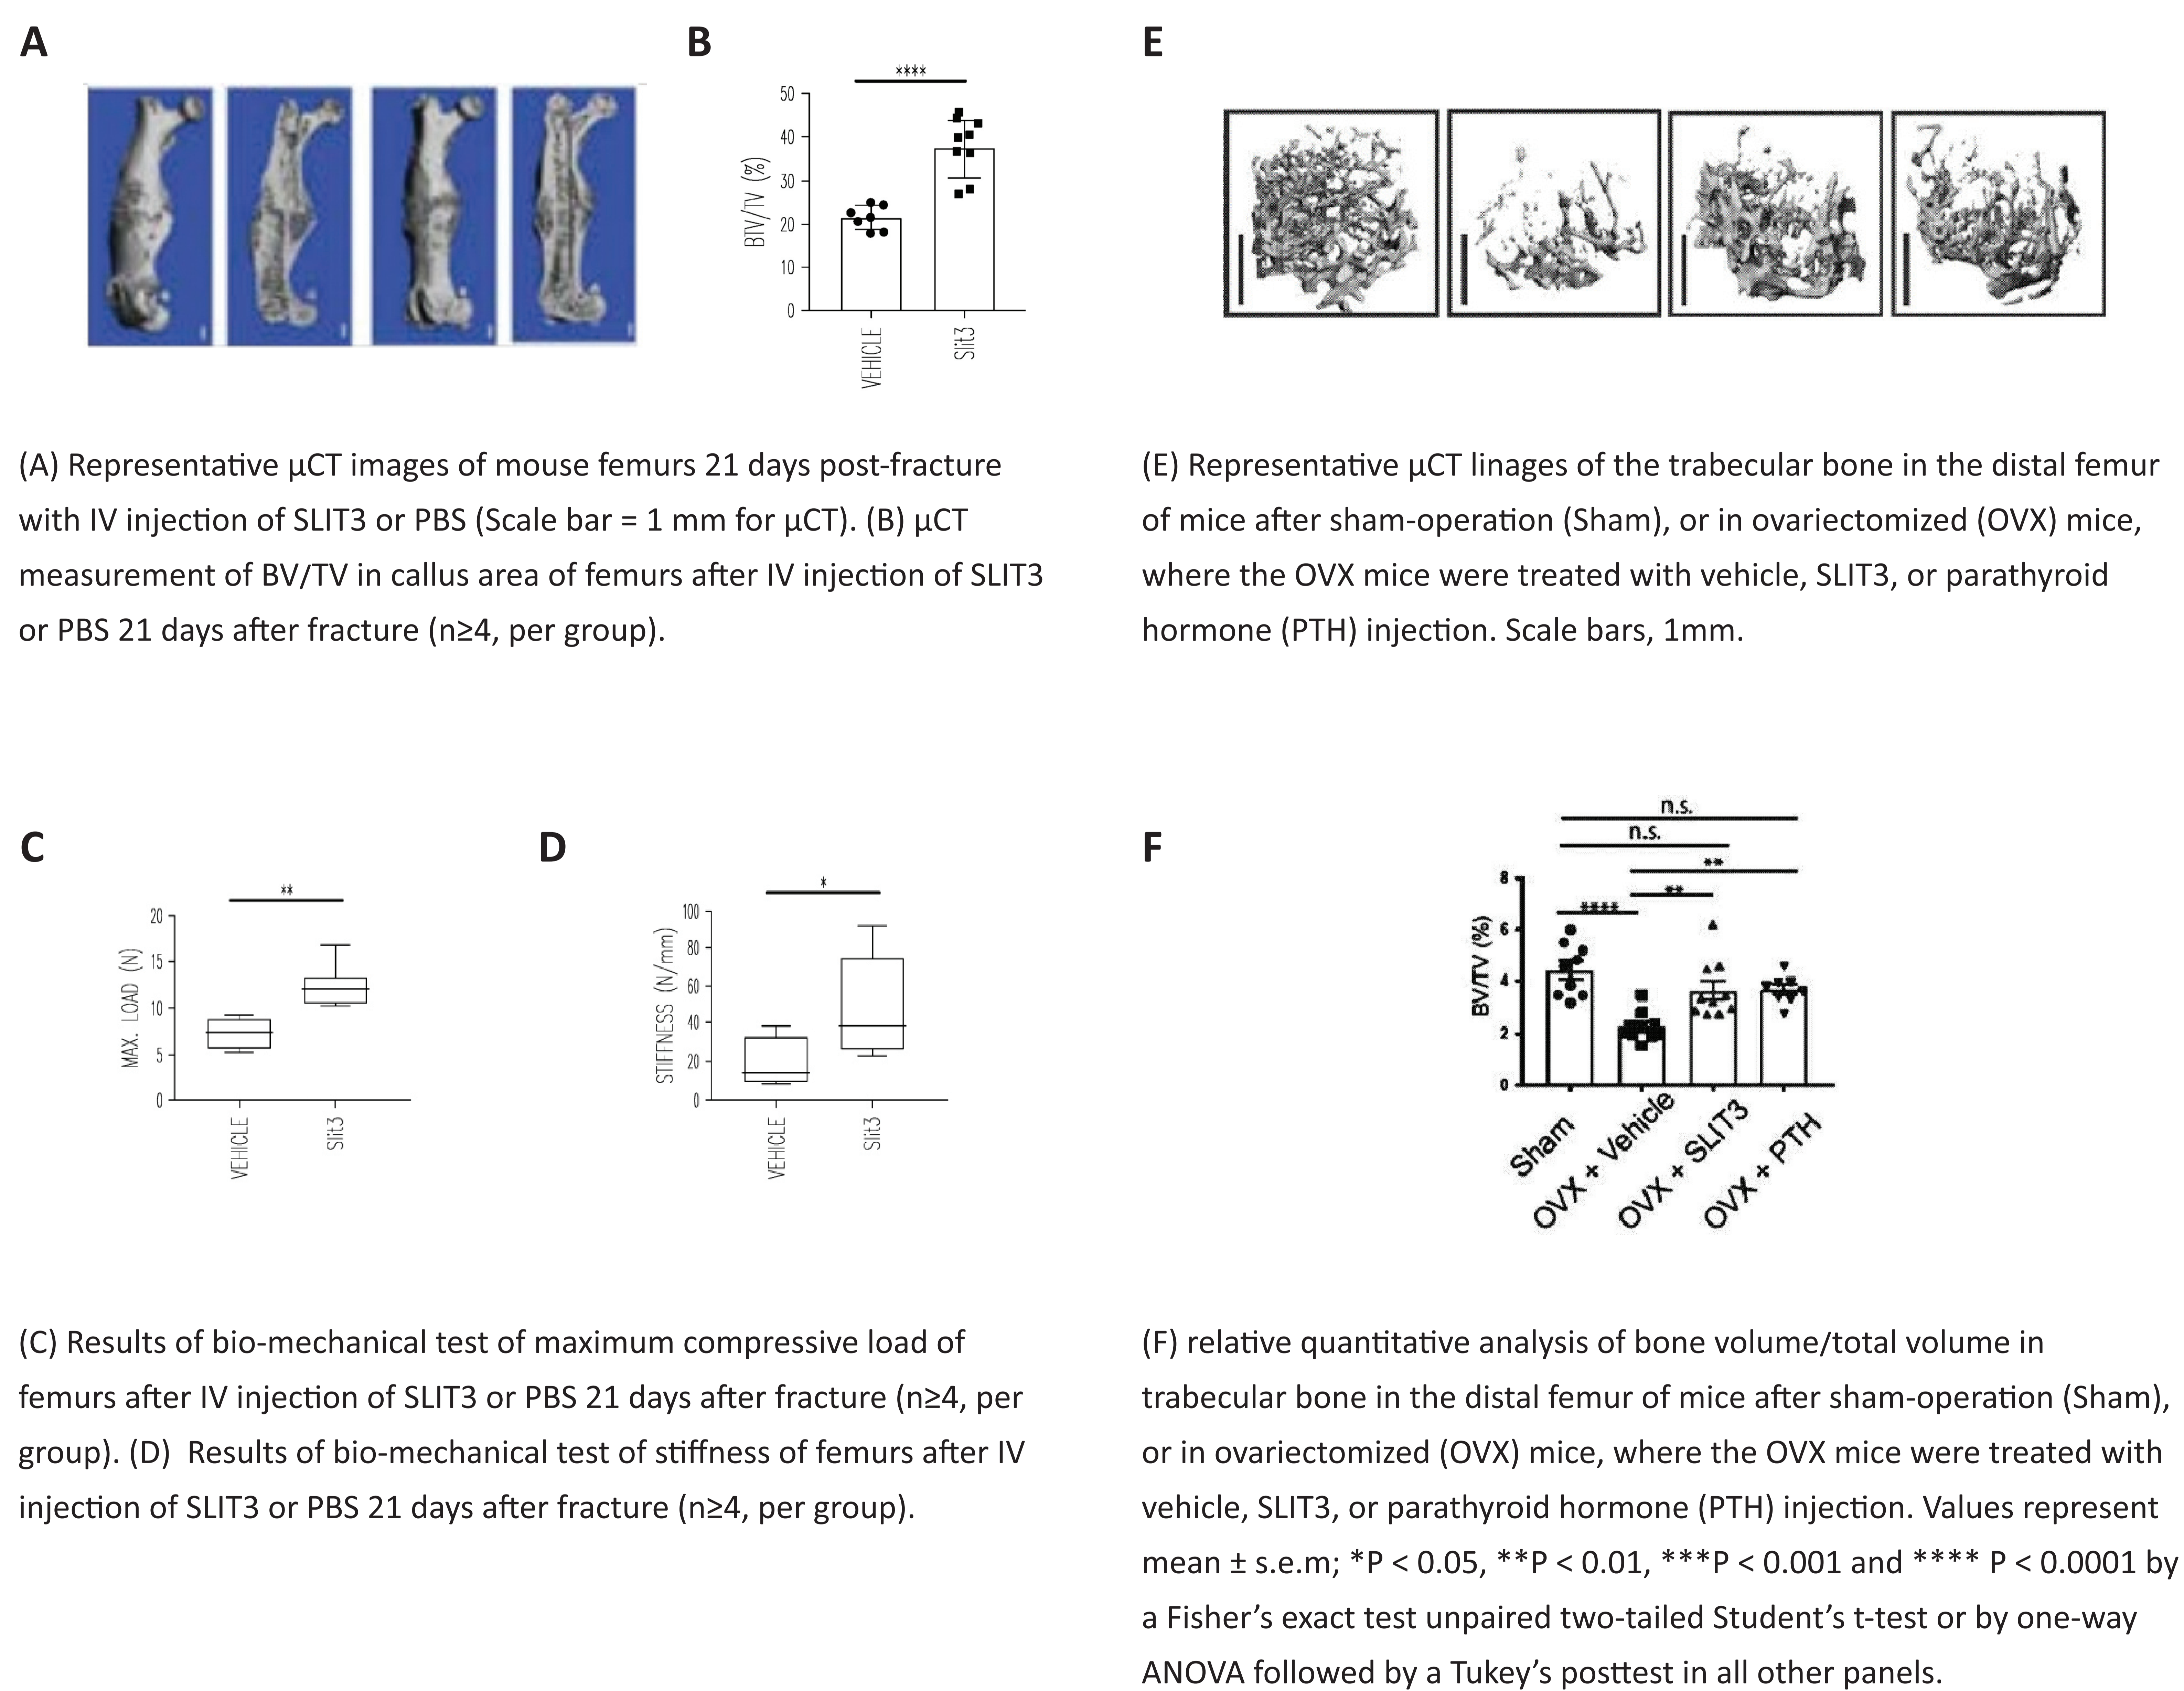 A
B
****
50
40
30
20
10
0
BTV/TV (%)
VEHICLE
Slit3
(A) Representative µCT images of mouse femurs 21 days post-fracture
with IV injection of SLIT3 or PBS (Scale bar = 1 mm for µCT). (B) µCT
measurement of BV/TV in callus area of femurs after IV injection of SLIT3
or PBS 21 days after fracture (n≥4, per group).
C
**
20
15
10
5
0
MAX. LOAD (N)
VEHICLE
Slit3
D
*
100
80
60
40
20
0
STIFFNESS (N/mm)
VEHICLE
Slit3
(C) Results of bio-mechanical test of maximum compressive load of
femurs after IV injection of SLIT3 or PBS 21 days after fracture (n≥4, per
group). (D) Results of bio-mechanical test of stiffness of femurs after IV
injection of SLIT3 or PBS 21 days after fracture (n≥4, per group).
E
(E) Representative µCT linages of the trabecular bone in the distal femur
of mice after sham-operation (Sham), or in ovariectomized (OVX) mice,
where the OVX mice were treated with vehicle, SLIT3, or parathyroid
hormone (PTH) injection. Scale bars, 1mm.
F
n.s.
n.s.
**
**
****
8
6
4
2
0
BV/TV (%)
Sham
OVX + Vehicle
OVX + SLIT3
OVX + PTH
(F) relative quantitative analysis of bone volume/total volume in
trabecular bone in the distal femur of mice after sham-operation (Sham),
or in ovariectomized (OVX) mice, where the OVX mice were treated with
vehicle, SLIT3, or parathyroid hormone (PTH) injection. Values represent
mean ± s.e.m; *P < 0.05, **P < 0.01, ***P < 0.001 and **** P < 0.0001 by
a Fisher’s exact test unpaired two-tailed Student’s t-test or by one-way
ANOVA followed by a Tukey’s posttest in all other panels.